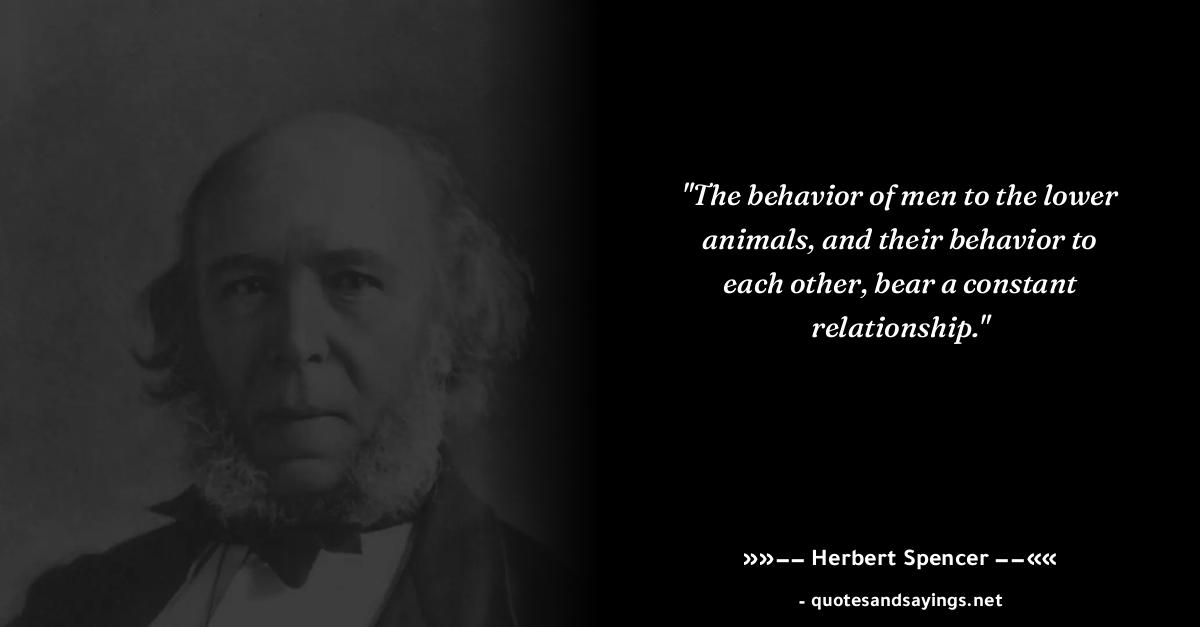 "The behavior of men to the lower
animals, and their behavior to
each other, bear a constant
relationship."
»»-- Herbert Spencer --««
- quotesandsayings.net